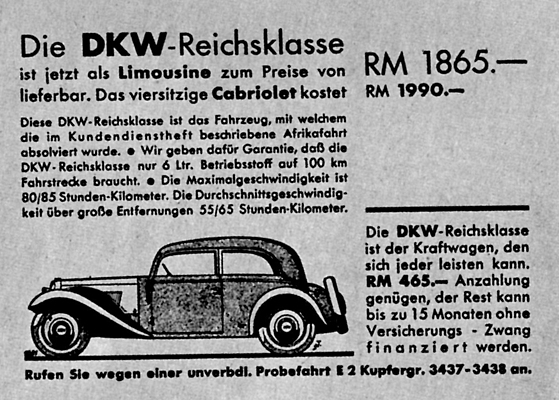 Die DKW-Reichsklasse
ist jetzt als Limousine zum Preise von
lieferbar. Das viersitzige Cabriolet kostet
RM 1865.—
RM 1990.—
Diese DKW-Reichsklasse ist das Fahrzeug, mit welchem
die im Kundendienstheft beschriebene Afrikafahrt
absolviert wurde. • Wir geben dafür Garantie, daß die
DKW-Reichsklasse nur 6 Ltr. Betriebsstoff auf 100 km
Fahrstrecke braucht. • Die Maximalgeschwindigkeit ist
80/85 Stunden-Kilometer. Die Durchschnittsgeschwindig-
keit über große Entfernungen 55/65 Stunden-Kilometer.
Die DKW-Reichsklasse
ist der Kraftwagen, den
sich jeder leisten kann.
RM 465.— Anzahlung
genügen, der Rest kann
bis zu 15 Monaten ohne
Versicherungs - Zwang
finanziert werden.
Rufen Sie wegen einer unverbdl. Probefahrt E 2 Kupfergr. 3437-3438 an.